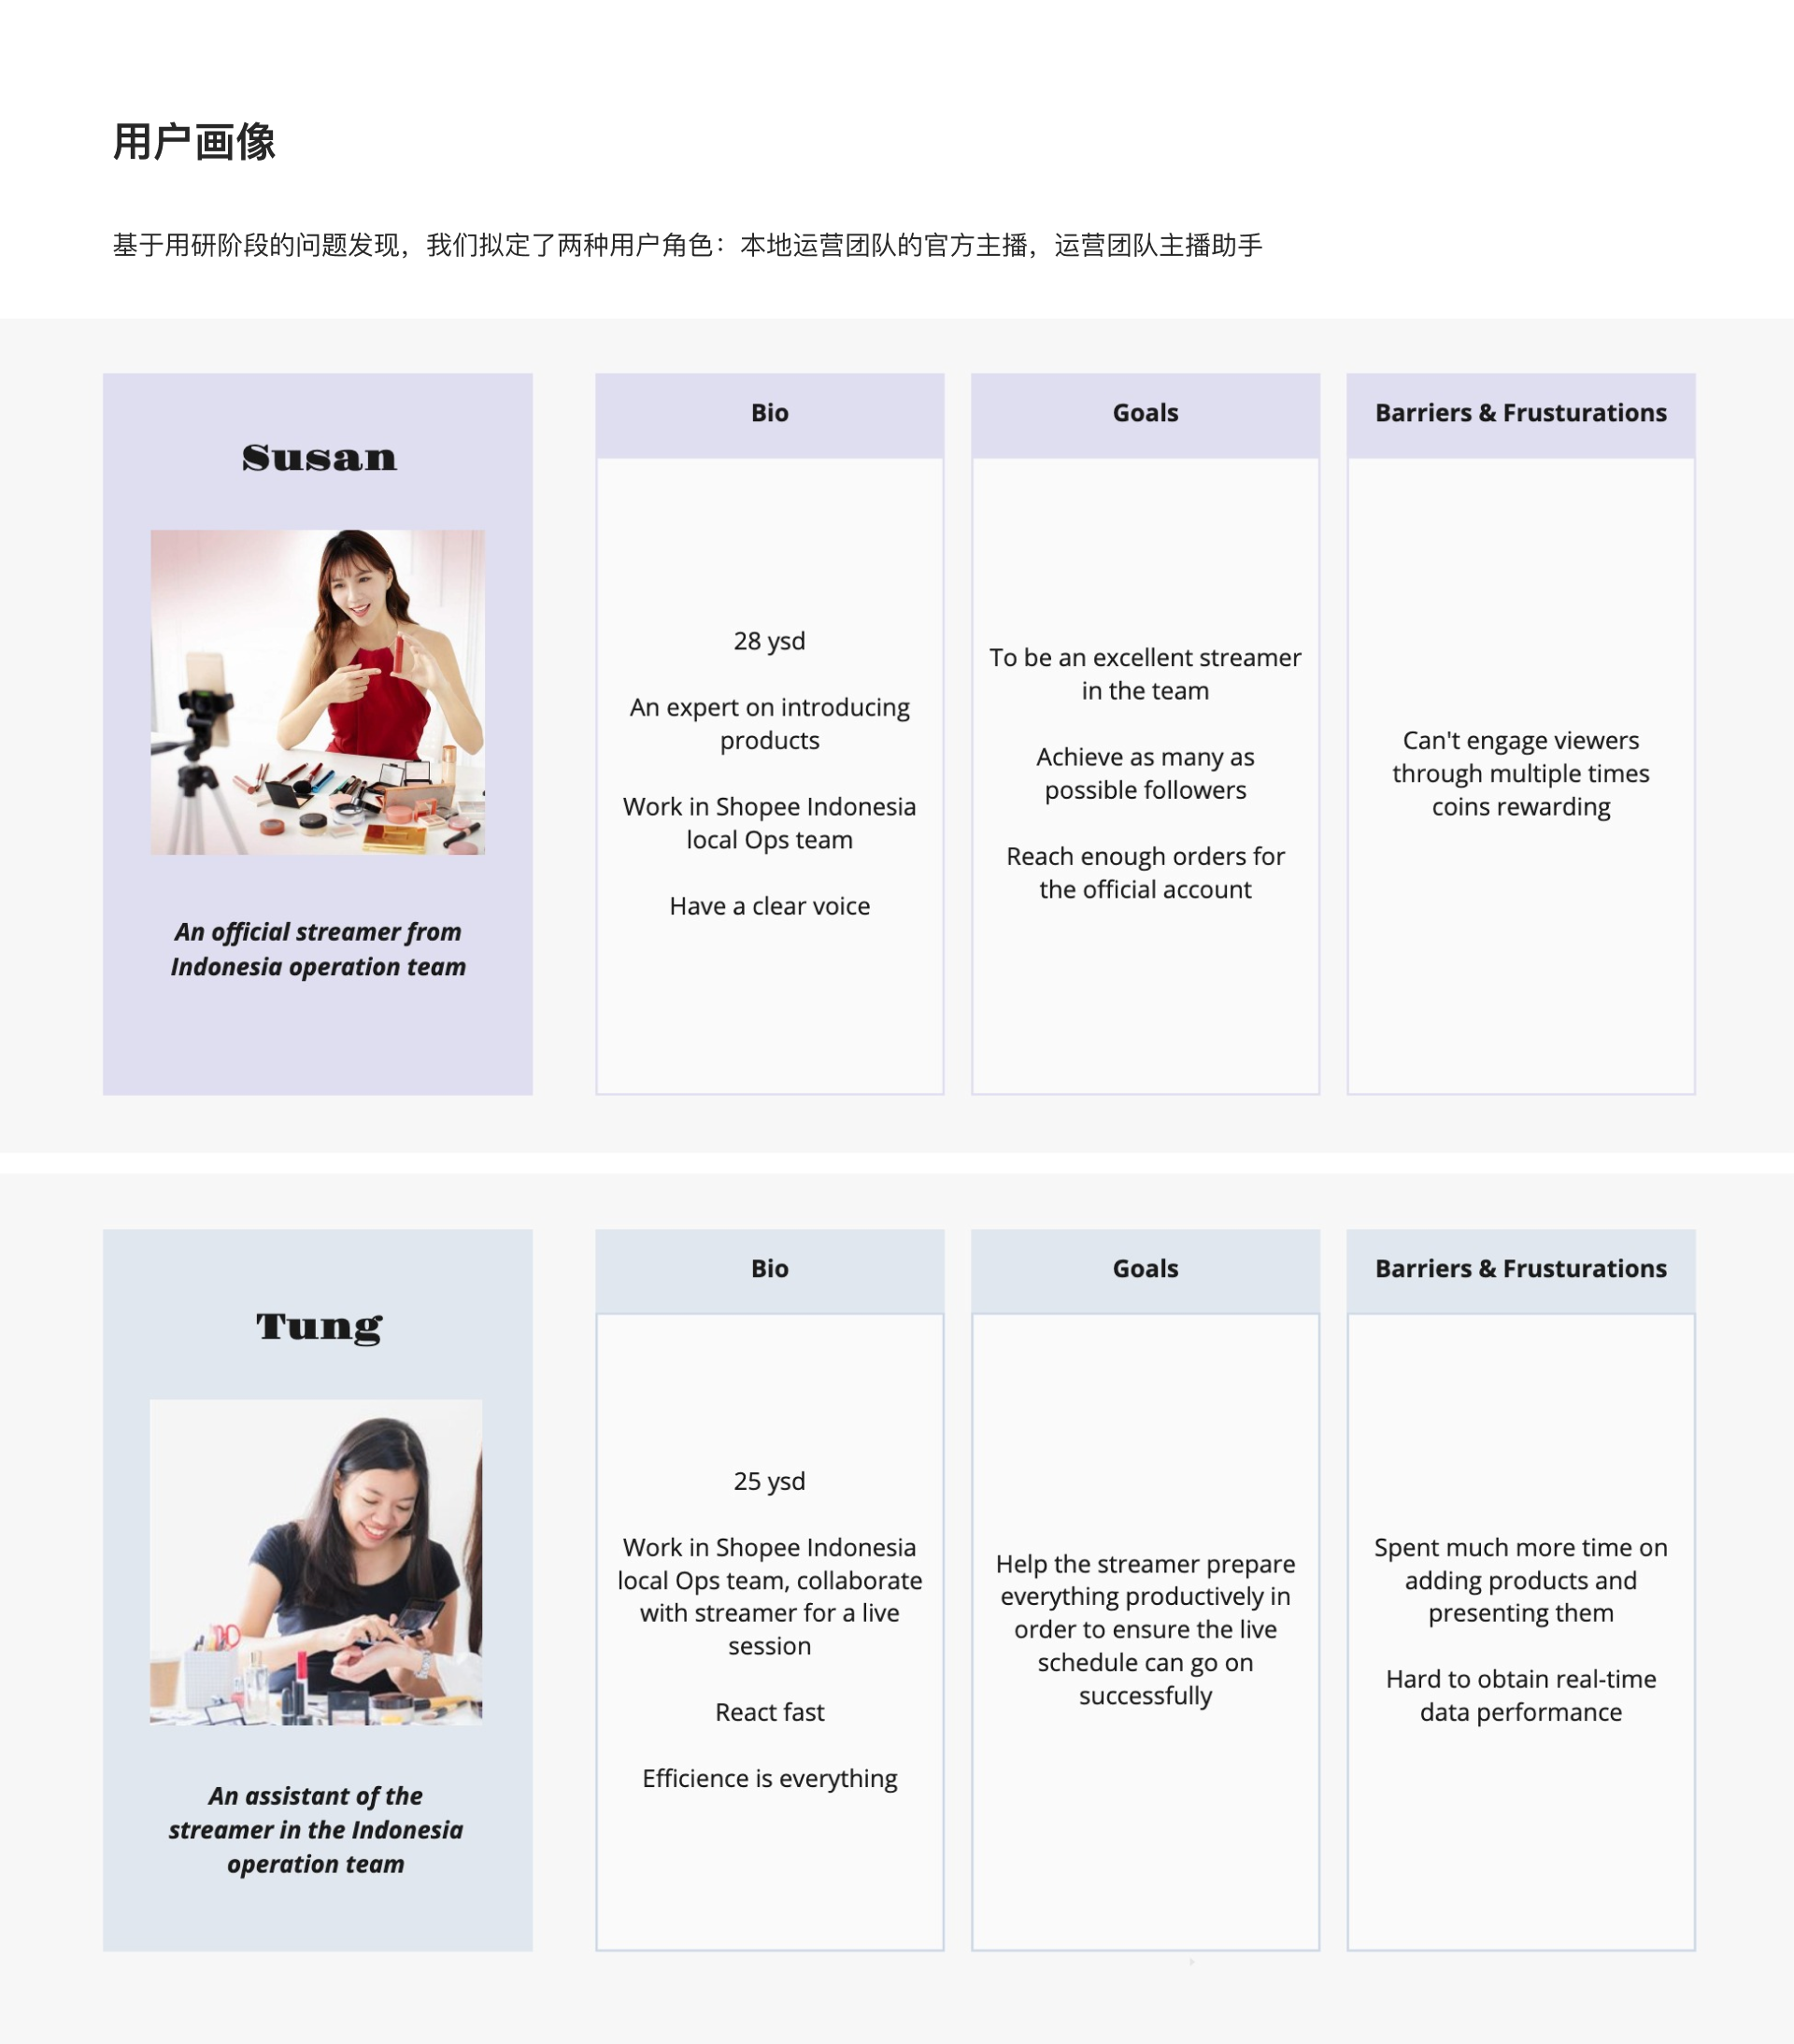 用户画像
基于用研阶段的问题发现，我们拟定了两种用户角色：本地运营团队的官方主播，运营团队主播助手
Susan
An official streamer from
Indonesia operation team
Bio
28 ysd
An expert on introducing
products
Work in Shopee Indonesia
local Ops team
Have a clear voice
Goals
To be an excellent streamer
in the team
Achieve as many as
possible followers
Reach enough orders for
the official account
Barriers & Frusturations
Can't engage viewers
through multiple times
coins rewarding
Tung
An assistant of the
streamer in the Indonesia
operation team
Bio
25 ysd
Work in Shopee Indonesia
local Ops team, collaborate
with streamer for a live
session
React fast
Efficience is everything
Goals
Help the streamer prepare
everything productively in
order to ensure the live
schedule can go on
successfully
Barriers & Frusturations
Spent much more time on
adding products and
presenting them
Hard to obtain real-time
data performance